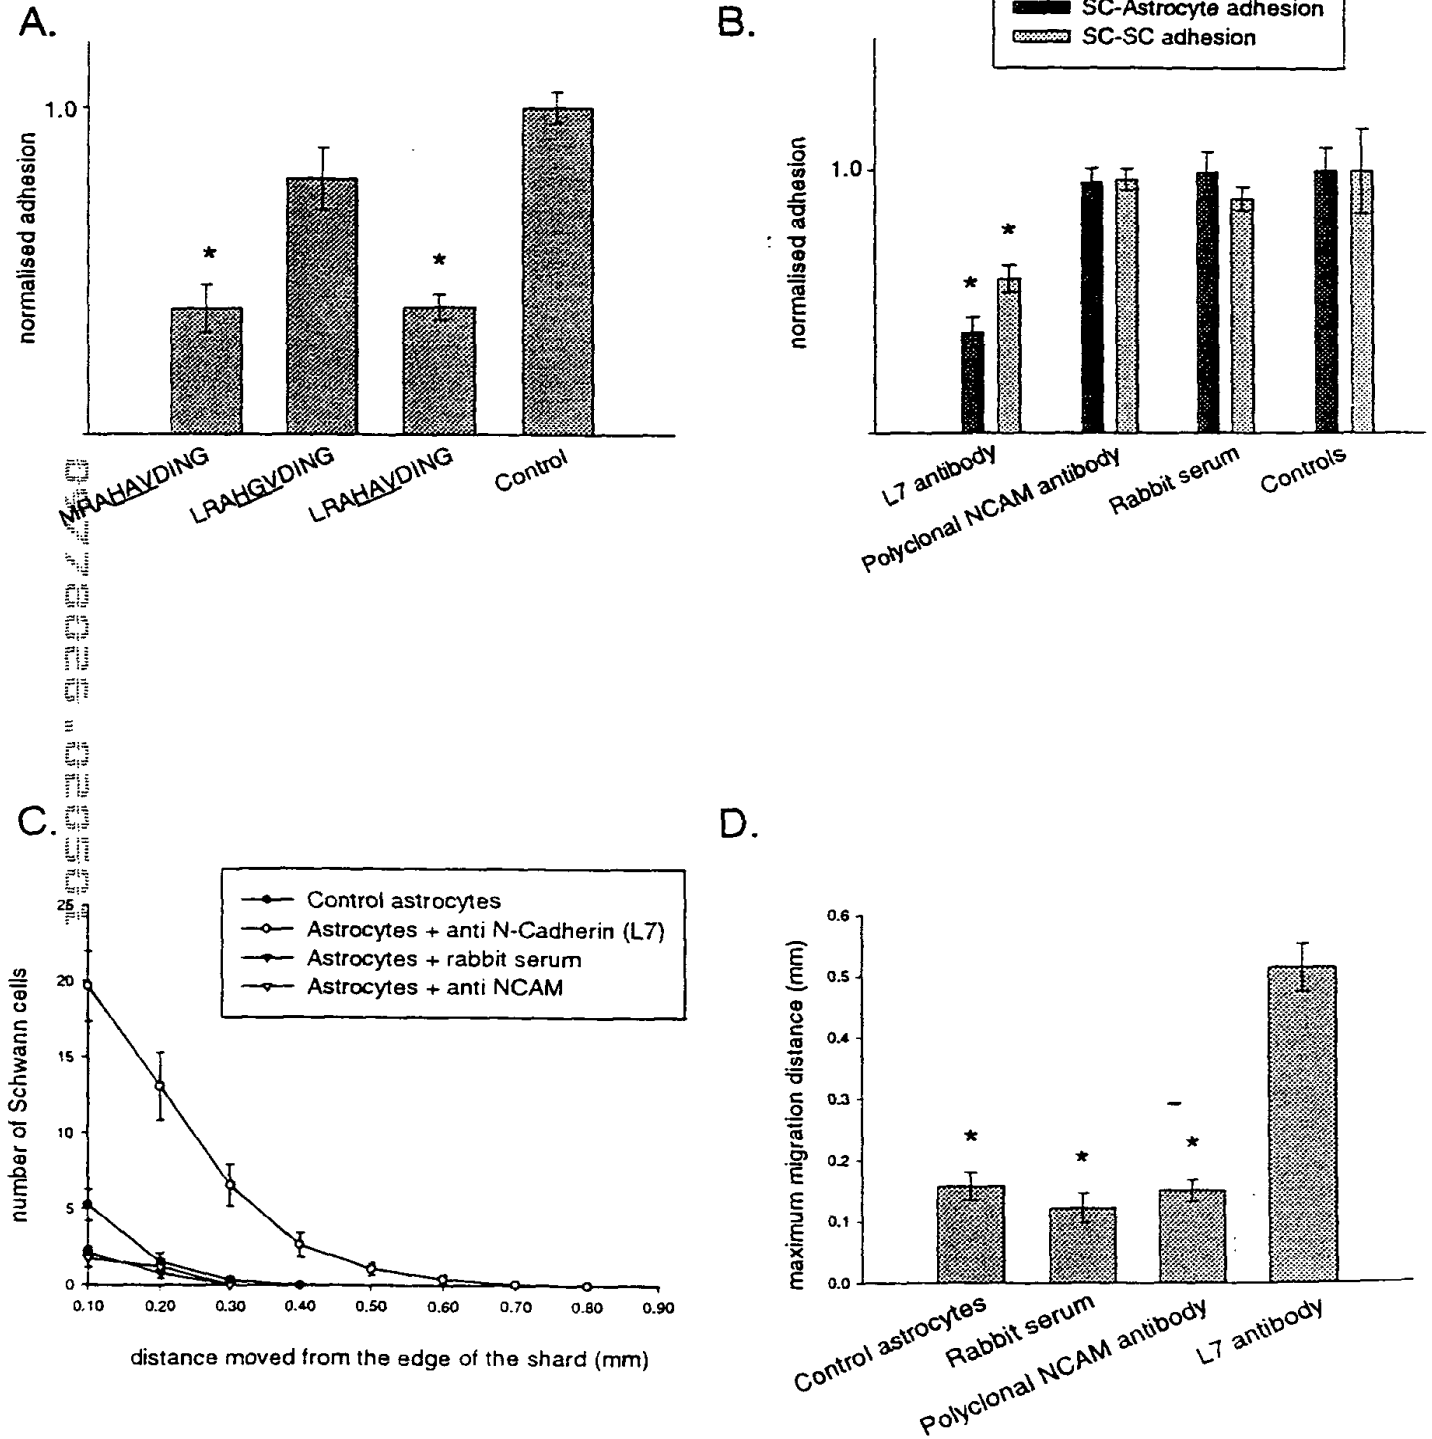 A.
1.0
normalised adhesion
*
*
MRAHAVDING
LRAHGVDING
LRAHAVDING
Control
B.
SC-Astrocyte adhesion
SC-SC adhesion
1.0
normalised adhesion
*
*
L7 antibody
Polyclonal NCAM antibody
Rabbit serum
Controls
C.
Control astrocytes
Astrocytes + anti N-Cadherin (L7)
Astrocytes + rabbit serum
Astrocytes + anti NCAM
number of Schwann cells
25
20
15
10
5
0
0.10 0.20 0.30 0.40 0.50 0.60 0.70 0.80 0.90
distance moved from the edge of the shard (mm)
D.
maximum migration distance (mm)
0.6
0.5
0.4
0.3
0.2
0.1
0.0
*
*
*
Control astrocytes
Rabbit serum
Polyclonal NCAM antibody
L7 antibody